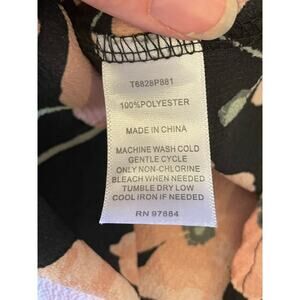 T6828P881
100%POLYESTER
MADE IN CHINA
MACHINE WASH COLD
GENTLE CYCLE
ONLY NON-CHLORINE
BLEACH WHEN NEEDED
TUMBLE DRY LOW
COOL IRON IF NEEDED
RN 97684